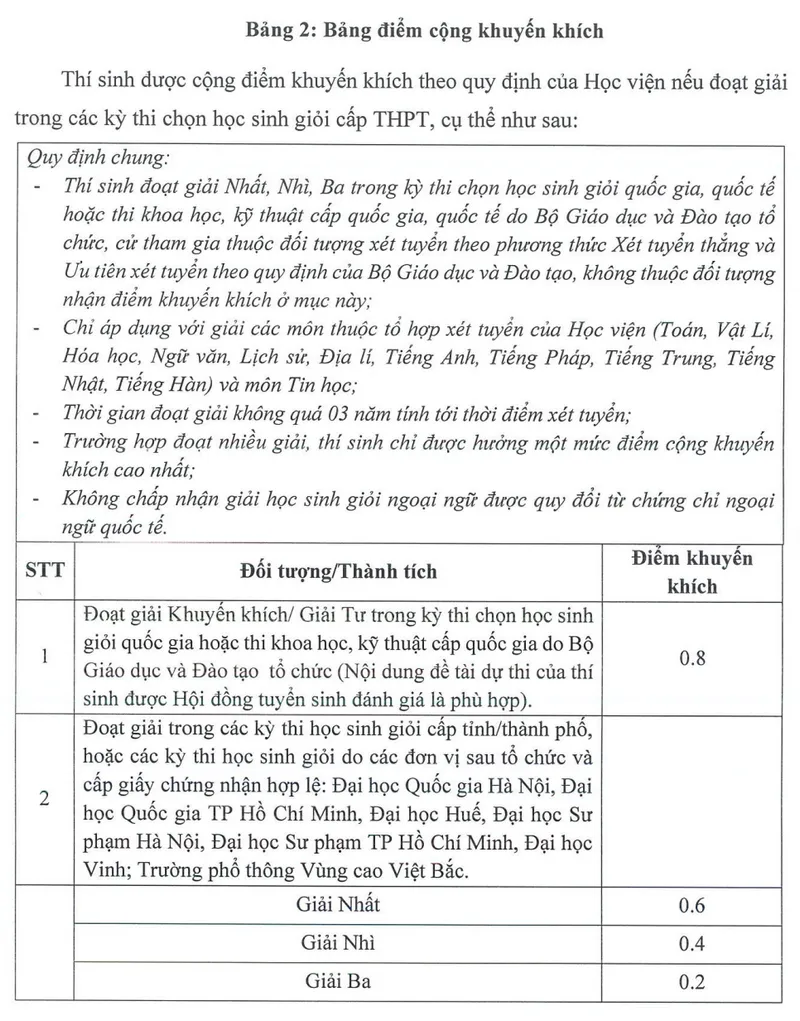 Bảng 2: Bảng điểm cộng khuyến khích
Thí sinh được cộng điểm khuyến khích theo quy định của Học viện nếu đoạt giải
trong các kỳ thi chọn học sinh giỏi cấp THPT, cụ thể như sau:
Quy định chung:
- Thí sinh đoạt giải Nhất, Nhì, Ba trong kỳ thi chọn học sinh giỏi quốc gia, quốc tế
hoặc thi khoa học, kỹ thuật cấp quốc gia, quốc tế do Bộ Giáo dục và Đào tạo tổ
chức, cử tham gia thuộc đối tượng xét tuyển theo phương thức Xét tuyển thẳng và
Ưu tiên xét tuyển theo quy định của Bộ Giáo dục và Đào tạo, không thuộc đối tượng
nhận điểm khuyến khích ở mục này;
- Chỉ áp dụng với giải các môn thuộc tổ hợp xét tuyển của Học viện (Toán, Vật Lí,
Hóa học, Ngữ văn, Lịch sử, Địa lí, Tiếng Anh, Tiếng Pháp, Tiếng Trung, Tiếng
Nhật, Tiếng Hàn) và môn Tin học;
- Thời gian đoạt giải không quá 03 năm tính tới thời điểm xét tuyển;
- Trường hợp đoạt nhiều giải, thí sinh chỉ được hưởng một mức điểm cộng khuyến
khích cao nhất;
- Không chấp nhận giải học sinh giỏi ngoại ngữ được quy đổi từ chứng chỉ ngoại
ngữ quốc tế.
STT
Đối tượng/Thành tích
Điểm khuyến
khích
1
Đoạt giải Khuyến khích/ Giải Tư trong kỳ thi chọn học sinh
giỏi quốc gia hoặc thi khoa học, kỹ thuật cấp quốc gia do Bộ
Giáo dục và Đào tạo tổ chức (Nội dung đề tài dự thi của thí
sinh được Hội đồng tuyển sinh đánh giá là phù hợp).
0.8
2
Đoạt giải trong các kỳ thi học sinh giỏi cấp tỉnh/thành phố,
hoặc các kỳ thi học sinh giỏi do các đơn vị sau tổ chức và
cấp giấy chứng nhận hợp lệ: Đại học Quốc gia Hà Nội, Đại
học Quốc gia TP Hồ Chí Minh, Đại học Huế, Đại học Sư
phạm Hà Nội, Đại học Sư phạm TP Hồ Chí Minh, Đại học
Vinh; Trường phổ thông Vùng cao Việt Bắc.
Giải Nhất
0.6
Giải Nhì
0.4
Giải Ba
0.2